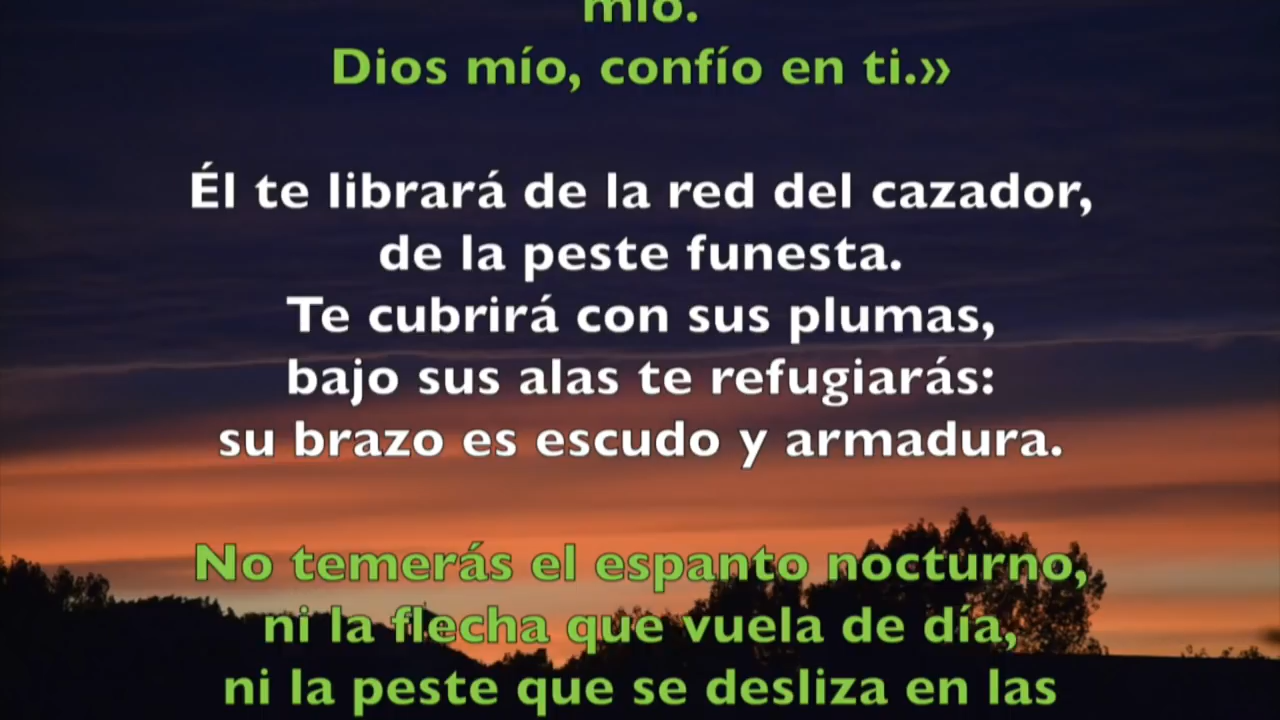 mío.
Dios mío, confío en ti.»
Él te librará de la red del cazador,
de la peste funesta.
Te cubrirá con sus plumas,
bajo sus alas te refugiarás:
su brazo es escudo y armadura.
No temerás el espanto nocturno,
ni la flecha que vuela de día,
ni la peste que se desliza en las